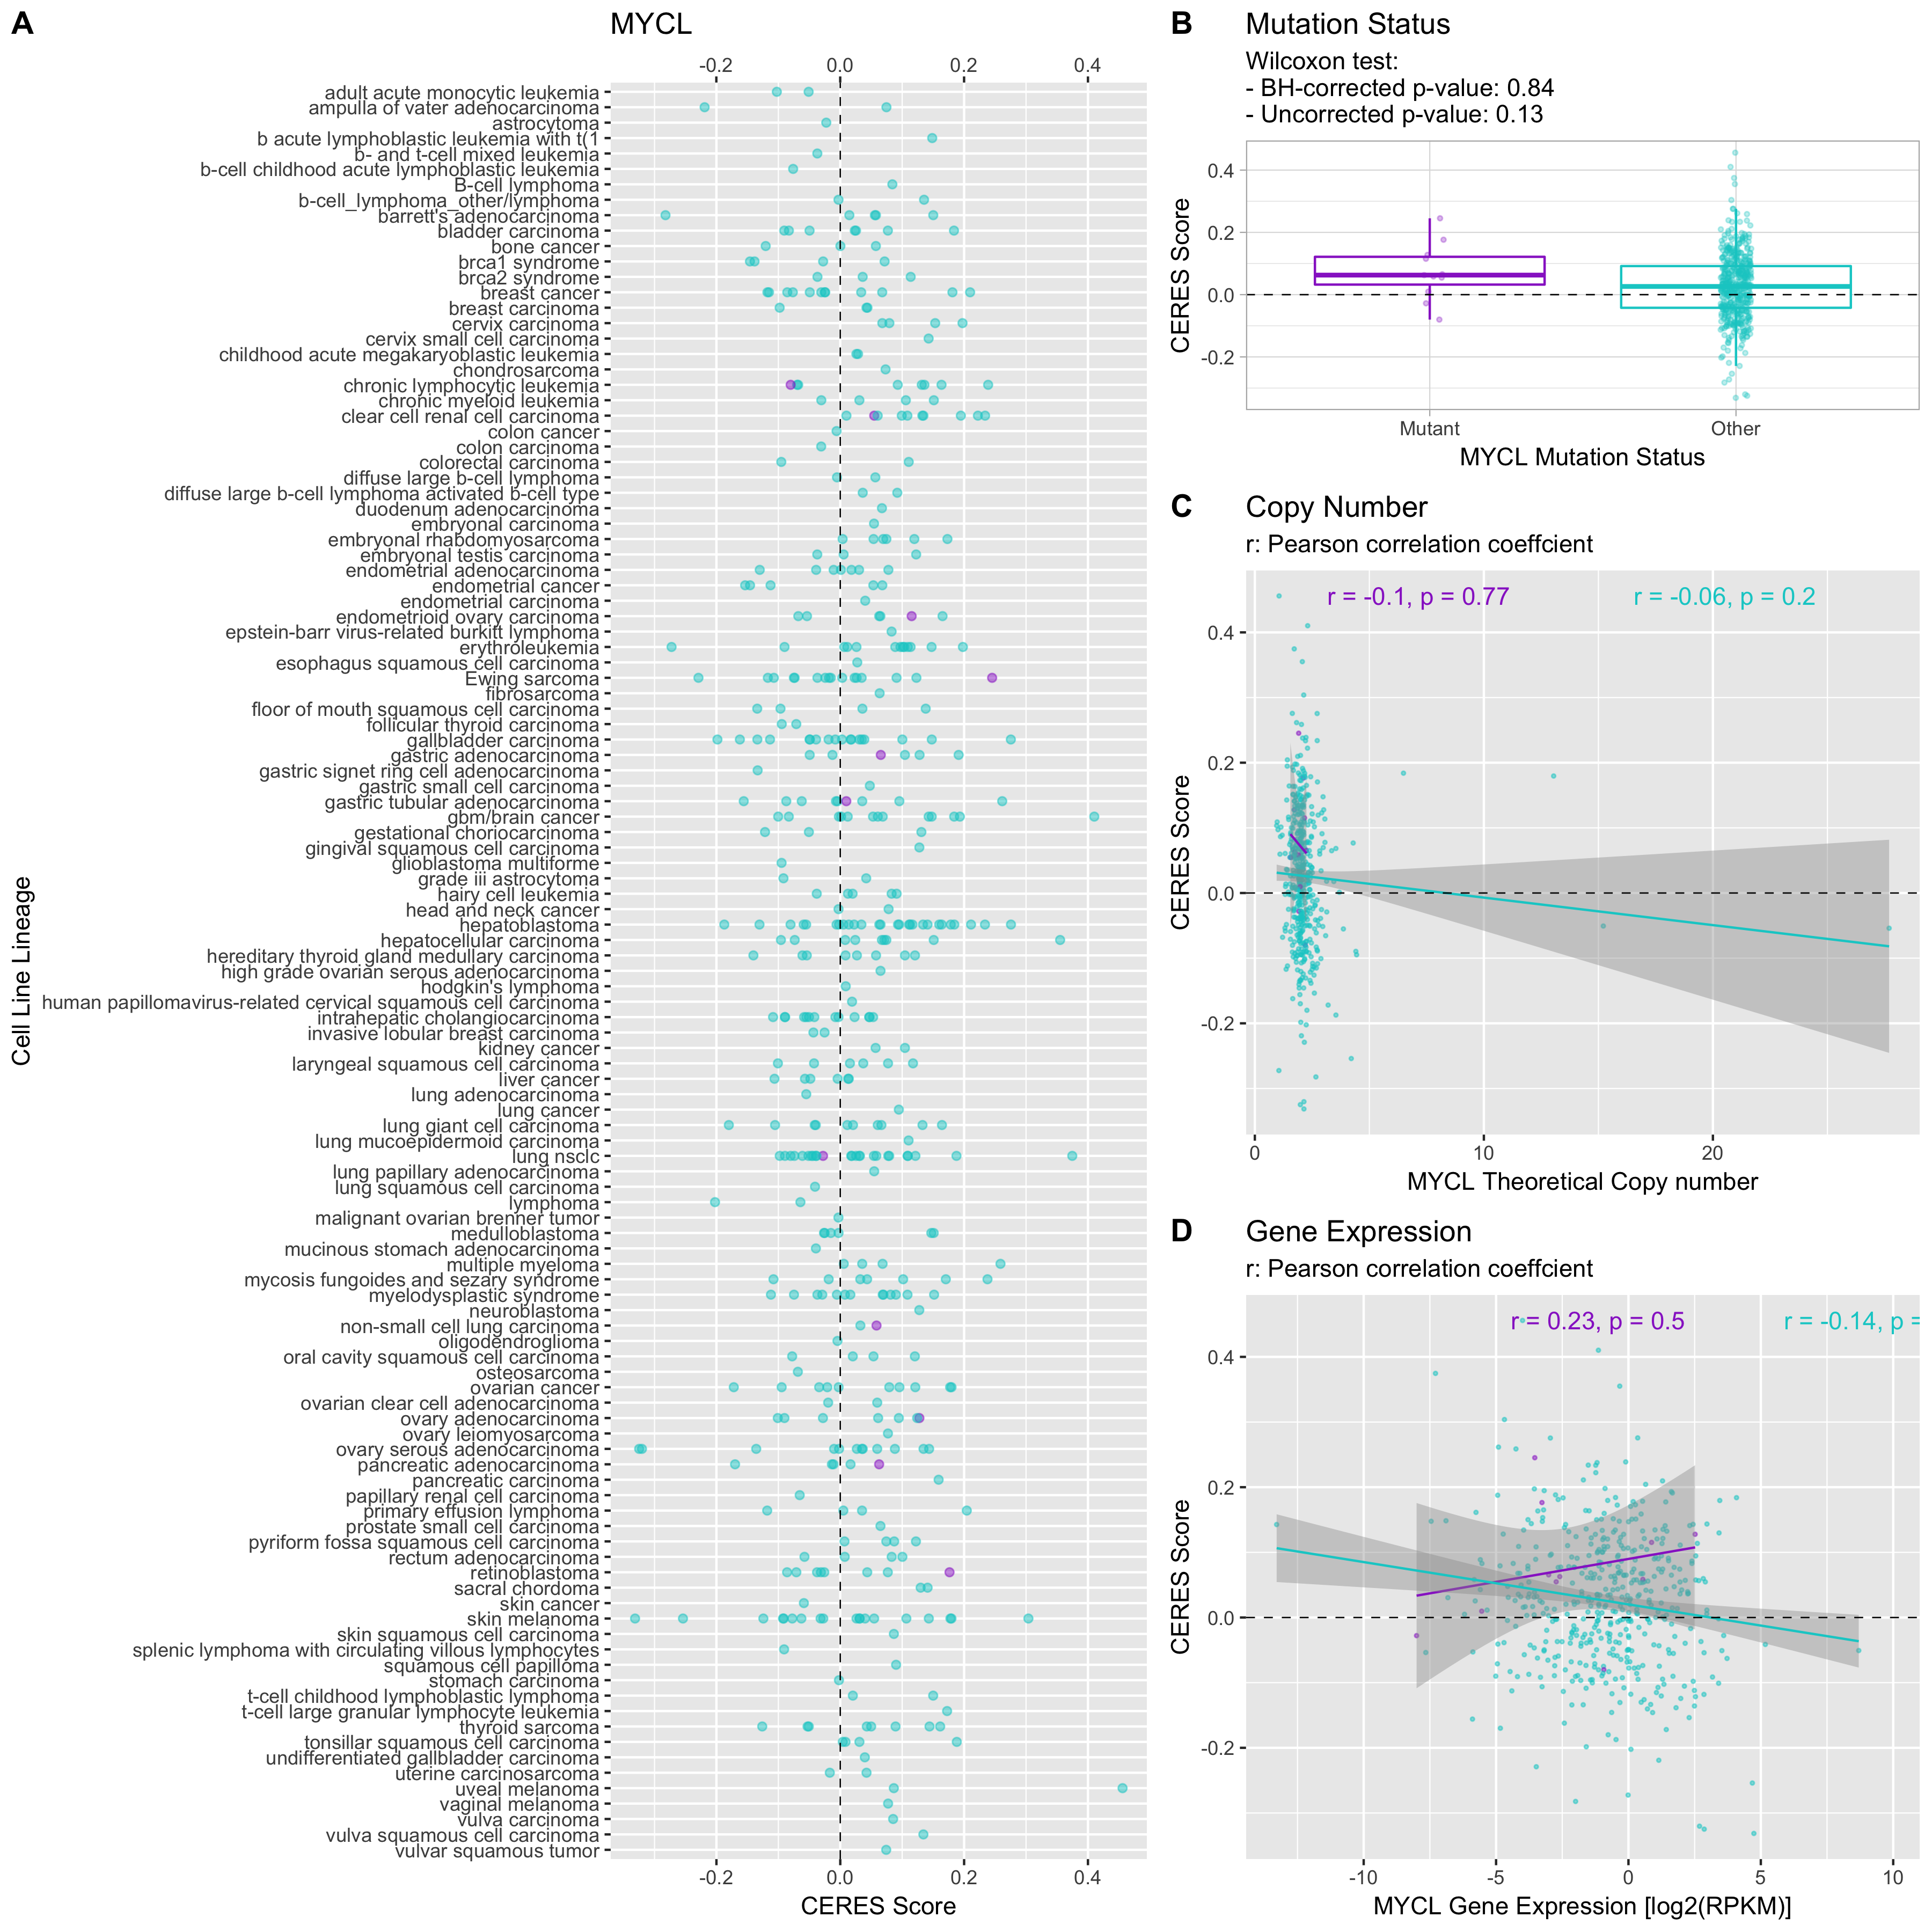 A
MYCL
-0.2 0.0 0.2 0.4
adult acute monocytic leukemia
ampulla of vater adenocarcinoma
astrocytoma
b acute lymphoblastic leukemia with t(1
b- and t-cell mixed leukemia
b-cell childhood acute lymphoblastic leukemia
B-cell lymphoma
b-cell_lymphoma_other/lymphoma
barrett's adenocarcinoma
bladder carcinoma
bone cancer
brca1 syndrome
brca2 syndrome
breast cancer
breast carcinoma
cervix carcinoma
cervix small cell carcinoma
childhood acute megakaryoblastic leukemia
chondrosarcoma
chronic lymphocytic leukemia
chronic myeloid leukemia
clear cell renal cell carcinoma
colon cancer
colon carcinoma
colorectal carcinoma
diffuse large b-cell lymphoma
diffuse large b-cell lymphoma activated b-cell type
duodenum adenocarcinoma
embryonal carcinoma
embryonal rhabdomyosarcoma
embryonal testis carcinoma
endometrial adenocarcinoma
endometrial cancer
endometrial carcinoma
endometrioid ovary carcinoma
epstein-barr virus-related burkitt lymphoma
erythroleukemia
esophagus squamous cell carcinoma
Ewing sarcoma
fibrosarcoma
floor of mouth squamous cell carcinoma
follicular thyroid carcinoma
gallbladder carcinoma
gastric adenocarcinoma
gastric signet ring cell adenocarcinoma
gastric small cell carcinoma
gastric tubular adenocarcinoma
gbm/brain cancer
gestational choriocarcinoma
gingival squamous cell carcinoma
glioblastoma multiforme
grade iii astrocytoma
hairy cell leukemia
head and neck cancer
hepatoblastoma
hepatocellular carcinoma
hereditary thyroid gland medullary carcinoma
high grade ovarian serous adenocarcinoma
hodgkin's lymphoma
human papillomavirus-related cervical squamous cell carcinoma
intrahepatic cholangiocarcinoma
invasive lobular breast carcinoma
kidney cancer
laryngeal squamous cell carcinoma
liver cancer
lung adenocarcinoma
lung cancer
lung giant cell carcinoma
lung mucoepidermoid carcinoma
lung nsclc
lung papillary adenocarcinoma
lung squamous cell carcinoma
lymphoma
malignant ovarian brenner tumor
medulloblastoma
mucinous stomach adenocarcinoma
multiple myeloma
mycosis fungoides and sezary syndrome
myelodysplastic syndrome
neuroblastoma
non-small cell lung carcinoma
oligodendroglioma
oral cavity squamous cell carcinoma
osteosarcoma
ovarian cancer
ovarian clear cell adenocarcinoma
ovary adenocarcinoma
ovary leiomyosarcoma
ovary serous adenocarcinoma
pancreatic adenocarcinoma
pancreatic carcinoma
papillary renal cell carcinoma
primary effusion lymphoma
prostate small cell carcinoma
pyriform fossa squamous cell carcinoma
rectum adenocarcinoma
retinoblastoma
sacral chordoma
skin cancer
skin melanoma
skin squamous cell carcinoma
splenic lymphoma with circulating villous lymphocytes
squamous cell papilloma
stomach carcinoma
t-cell childhood lymphoblastic lymphoma
t-cell large granular lymphocyte leukemia
thyroid sarcoma
tonsillar squamous cell carcinoma
undifferentiated gallbladder carcinoma
uterine carcinosarcoma
uveal melanoma
vaginal melanoma
vulva carcinoma
vulva squamous cell carcinoma
vulvar squamous tumor
-0.2 0.0 0.2 0.4
CERES Score
Cell Line Lineage
B
Mutation Status
Wilcoxon test:
- BH-corrected p-value: 0.84
- Uncorrected p-value: 0.13
0.4
0.2
0.0
-0.2
CERES Score
Mutant Other
MYCL Mutation Status
C
Copy Number
r: Pearson correlation coeffcient
r = -0.1, p = 0.77 r = -0.06, p = 0.2
0.4
0.2
0.0
-0.2
CERES Score
0 10 20
MYCL Theoretical Copy number
D
Gene Expression
r: Pearson correlation coeffcient
r = 0.23, p = 0.5 r = -0.14, p =
0.4
0.2
0.0
-0.2
CERES Score
-10 -5 0 5 10
MYCL Gene Expression [log2(RPKM)]